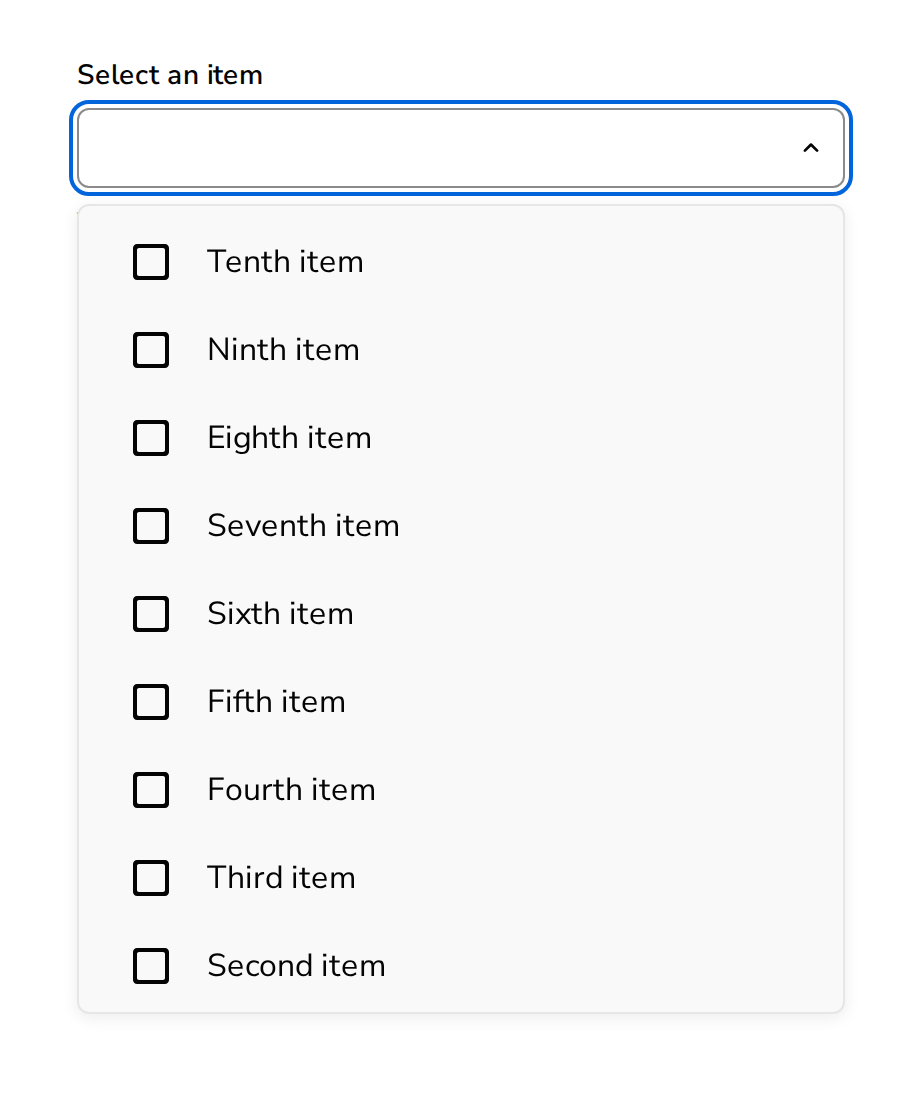 Select an item
Tenth item
Ninth item
Eighth item
Seventh item
Sixth item
Fifth item
Fourth item
Third item
Second item